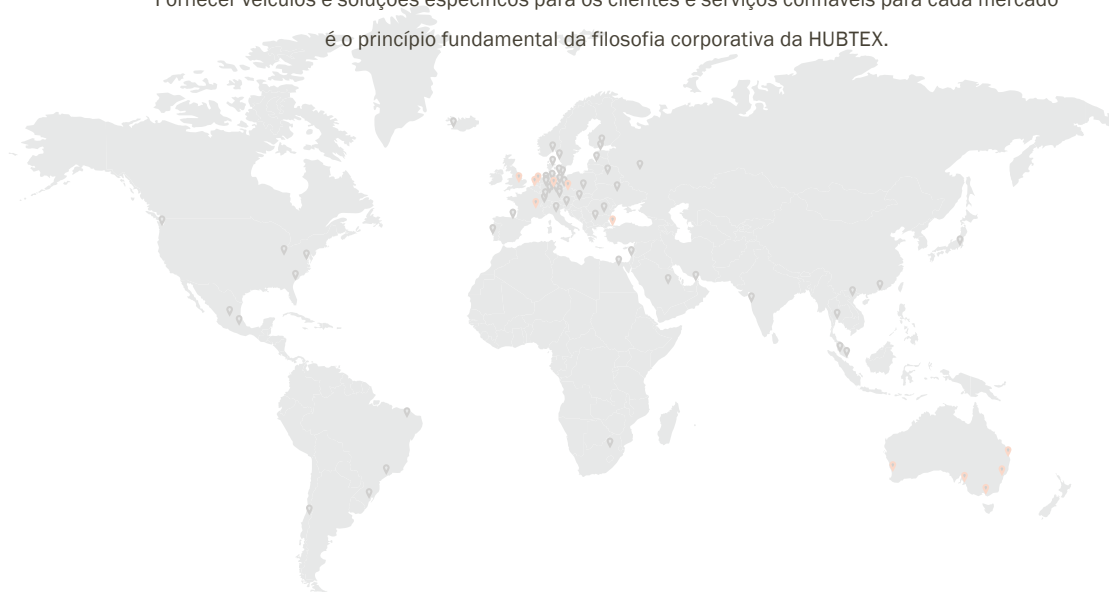 Fornecer veículos e soluções específicos para os clientes e serviços confiáveis para cada mercado
é o princípio fundamental da filosofia corporativa da HUBTEX.